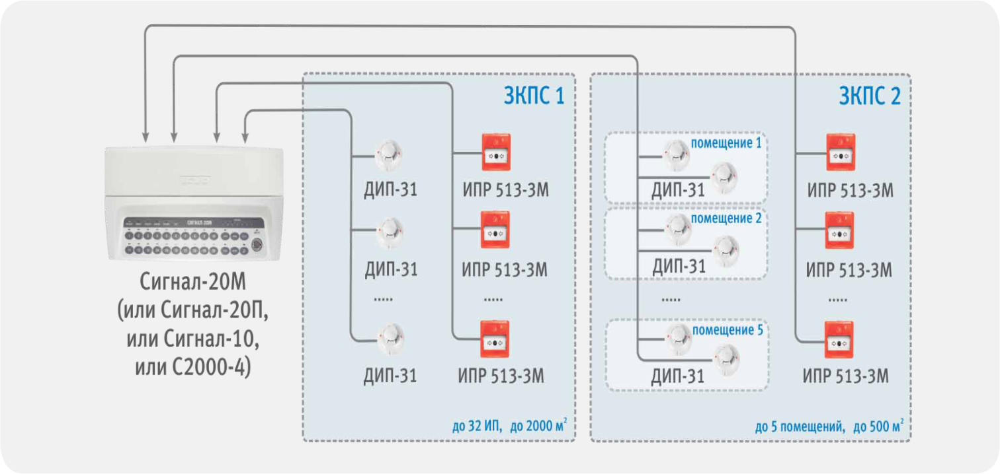 ЗКПС 1
ДИП-31
ИПР 513-3М
ДИП-31
ИПР 513-3М
.....
.....
ДИП-31
ИПР 513-3М
до 32 ИП, до 2000 м²
ЗКПС 2
помещение 1
ДИП-31
ИПР 513-3М
помещение 2
ДИП-31
ИПР 513-3М
.....
.....
помещение 5
ДИП-31
ИПР 513-3М
до 5 помещений, до 500 м²
СИГНАЛ-20М
Сигнал-20М
(или Сигнал-20П,
или Сигнал-10,
или С2000-4)